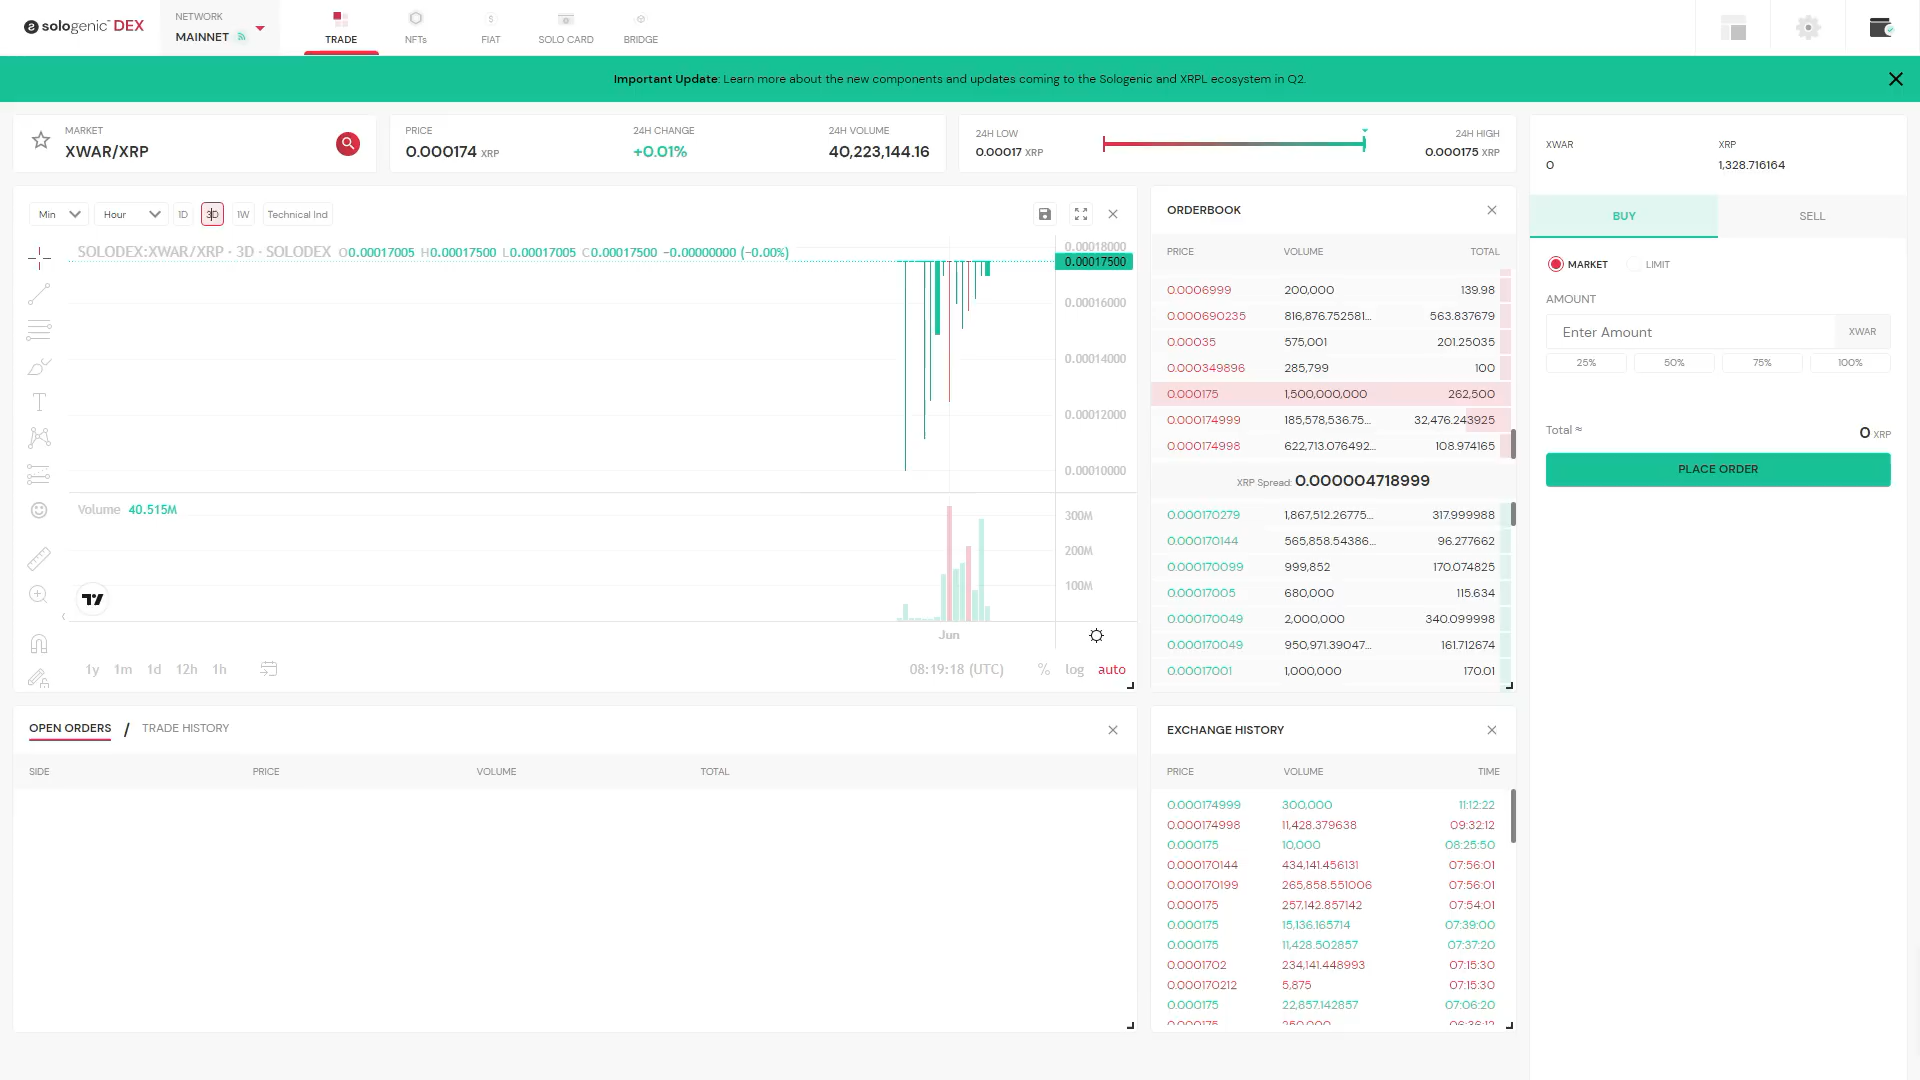 sologenic™ DEX
NETWORK
MAINNET
TRADE
NFTs
FIAT
SOLO CARD
BRIDGE
Important Update: Learn more about the new components and updates coming to the Sologenic and XRPL ecosystem in Q2.
MARKET
XWAR/XRP
PRICE
0.000174 XRP
24H CHANGE
+0.01%
24H VOLUME
40,223,144.16
24H LOW
0.00017 XRP
24H HIGH
0.000175 XRP
XWAR
0
XRP
1,328.716164
Min
Hour
1D
3D
1W
Technical Ind
SOLODEX:XWAR/XRP · 3D · SOLODEX O0.00017005 H0.00017500 L0.00017005 C0.00017500 −0.00000000 (−0.00%)
0.00018000
0.00017500
0.00016000
0.00014000
0.00012000
0.00010000
Volume 40.515M
300M
200M
100M
Jun
1y 1m 1d 12h 1h
08:19:18 (UTC)
% log auto
ORDERBOOK
PRICE VOLUME TOTAL
0.0006999 200,000 139.98
0.000690235 816,876.752581... 563.837679
0.00035 575,001 201.25035
0.000349896 285,799 100
0.000175 1,500,000,000 262,500
0.000174999 185,578,536.75... 32,476.243925
0.000174998 622,713.076492... 108.974165
XRP Spread: 0.000004718999
0.000170279 1,867,512.26775... 317.999988
0.000170144 565,858.54386... 96.277662
0.000170099 999,852 170.074825
0.00017005 680,000 115.634
0.000170049 2,000,000 340.099998
0.000170049 950,971.39047... 161.712674
0.00017001 1,000,000 170.01
BUY
SELL
MARKET
LIMIT
AMOUNT
Enter Amount
XWAR
25%
50%
75%
100%
Total ≈
0 XRP
PLACE ORDER
OPEN ORDERS / TRADE HISTORY
SIDE PRICE VOLUME TOTAL
EXCHANGE HISTORY
PRICE VOLUME TIME
0.000174999 300,000 11:12:22
0.000174998 11,428.379638 09:32:12
0.000175 10,000 08:25:50
0.000170144 434,141.456131 07:56:01
0.000170199 265,858.551006 07:56:01
0.000175 257,142.857142 07:54:01
0.000175 15,136.165714 07:39:00
0.000175 11,428.502857 07:37:20
0.0001702 234,141.448993 07:15:30
0.000170212 5,875 07:15:30
0.000175 22,857.142857 07:06:20
0.000175 250,000 06:36:12